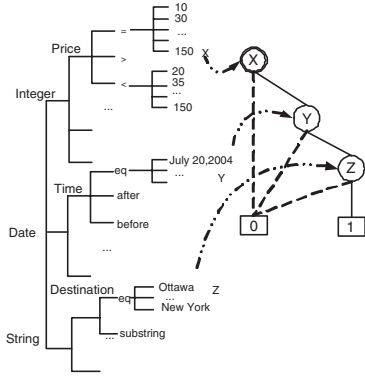 10
30
...
150
Price
=
>
<
20
35
...
150
...
Integer
Time
eq
July 20,2004
...
after
before
...
Date
Destination
eq
Ottawa
...
New York
... substring
String
X
Y
Z
X
Y
Z
0
1